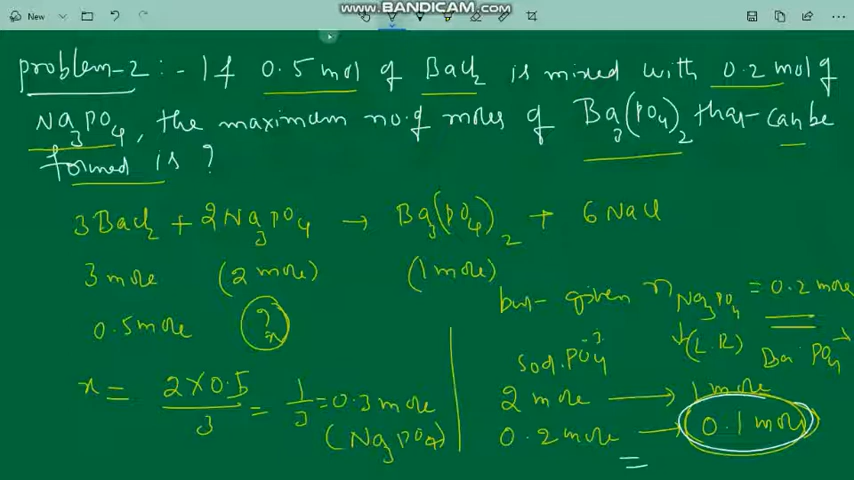 WWW.BANDICAM.COM
New
problem-2 :- If 0.5 mol of BaCl2 is mixed with 0.2 mol of
Na3PO4, the maximum no. of moles of Ba3(PO4)2 that can be
formed is ?
3BaCl2 + 2Na3PO4 → Ba3(PO4)2 + 6NaCl
3 mole (2 mole) (1 mole)
0.5 mole ? x
x = 2×0.5/3 = 1/3 = 0.3 mole
(Na3PO4)
but given nNa3PO4 = 0.2 mole
↓(L.R)
sod. PO4-3 Ba. PO4
2 mole → 1 mole
0.2 mole → 0.1 mole